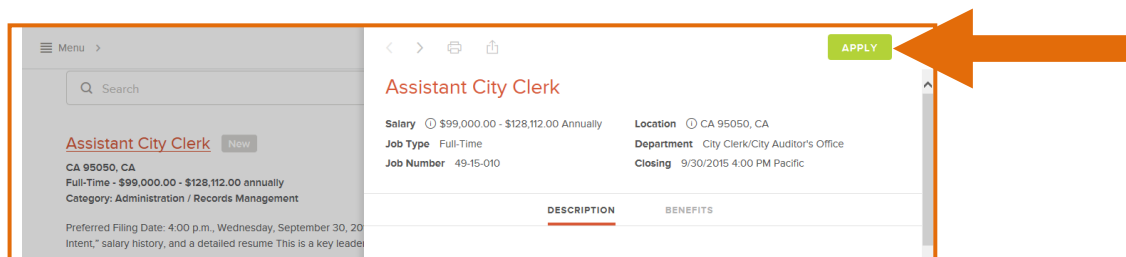 Menu >
Search
Assistant City Clerk New
CA 95050, CA
Full-Time - $99,000.00 - $128,112.00 annually
Category: Administration / Records Management
Preferred Filing Date: 4:00 p.m., Wednesday, September 30, 20
Intent," salary history, and a detailed resume This is a key leader
APPLY
Assistant City Clerk
Salary $99,000.00 - $128,112.00 Annually Location CA 95050, CA
Job Type Full-Time Department City Clerk/City Auditor's Office
Job Number 49-15-010 Closing 9/30/2015 4:00 PM Pacific
DESCRIPTION BENEFITS